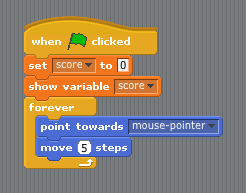 when clicked
set score to 0
show variable score
forever
point towards mouse-pointer
move 5 steps